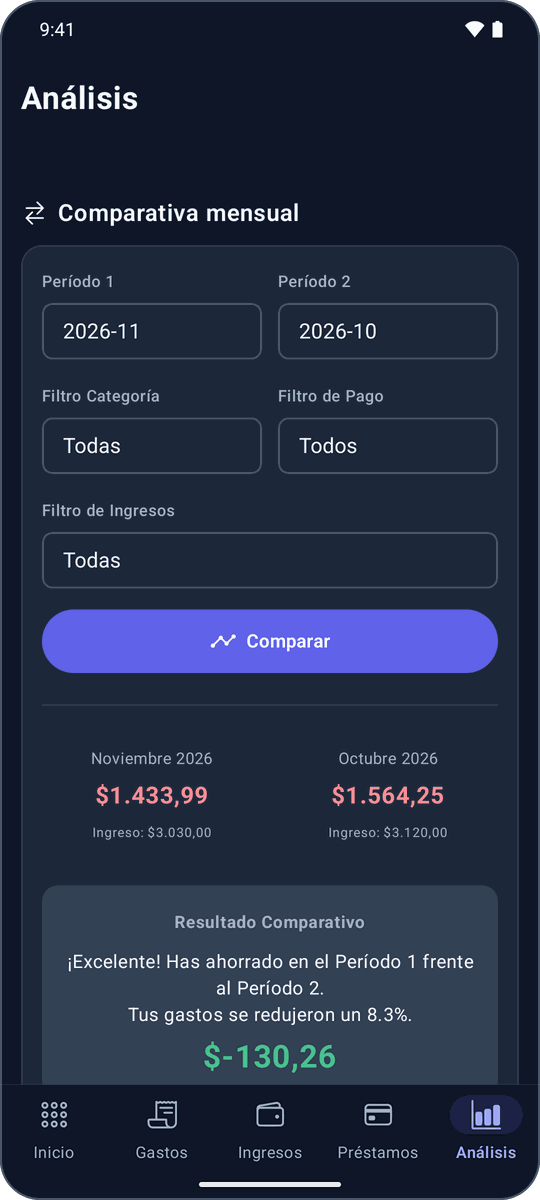 9:41
Análisis
Comparativa mensual
Período 1
Período 2
2026-11
2026-10
Filtro Categoría
Filtro de Pago
Todas
Todos
Filtro de Ingresos
Todas
Comparar
Noviembre 2026
Octubre 2026
$1.433,99
$1.564,25
Ingreso: $3.030,00
Ingreso: $3.120,00
Resultado Comparativo
¡Excelente! Has ahorrado en el Período 1 frente
al Período 2.
Tus gastos se redujeron un 8.3%.
$-130,26
Inicio
Gastos
Ingresos
Préstamos
Análisis